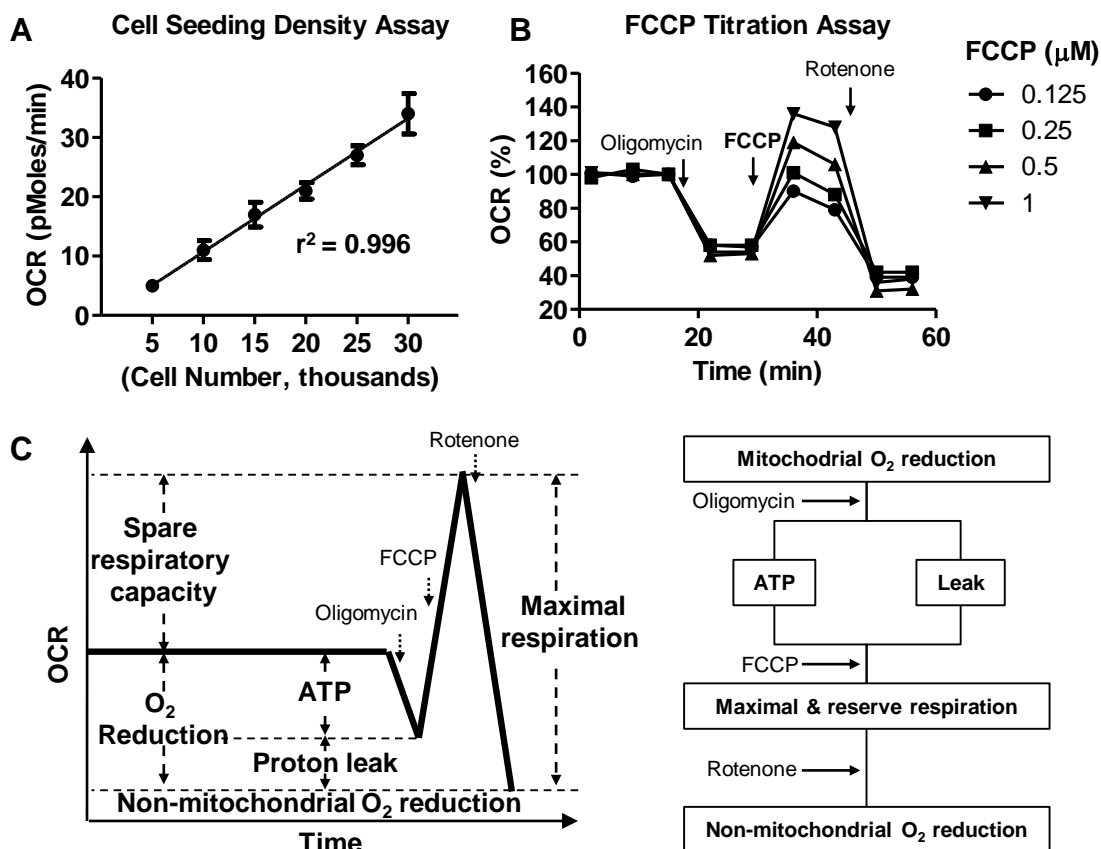 A
Cell Seeding Density Assay
OCR (pMoles/min)
40
30
20
10
0
r² = 0.996
5 10 15 20 25 30
(Cell Number, thousands)
B
FCCP Titration Assay
OCR (%)
160
140
120
100
80
60
40
20
Oligomycin
FCCP
Rotenone
0 20 40 60
Time (min)
FCCP (μM)
0.125
0.25
0.5
1
C
OCR
Rotenone
Spare
respiratory
capacity
FCCP
Oligomycin
Maximal
respiration
O₂
Reduction
ATP
Proton leak
Non-mitochondrial O₂ reduction
Time
Mitochodrial O₂ reduction
Oligomycin
ATP
Leak
FCCP
Maximal & reserve respiration
Rotenone
Non-mitochondrial O₂ reduction